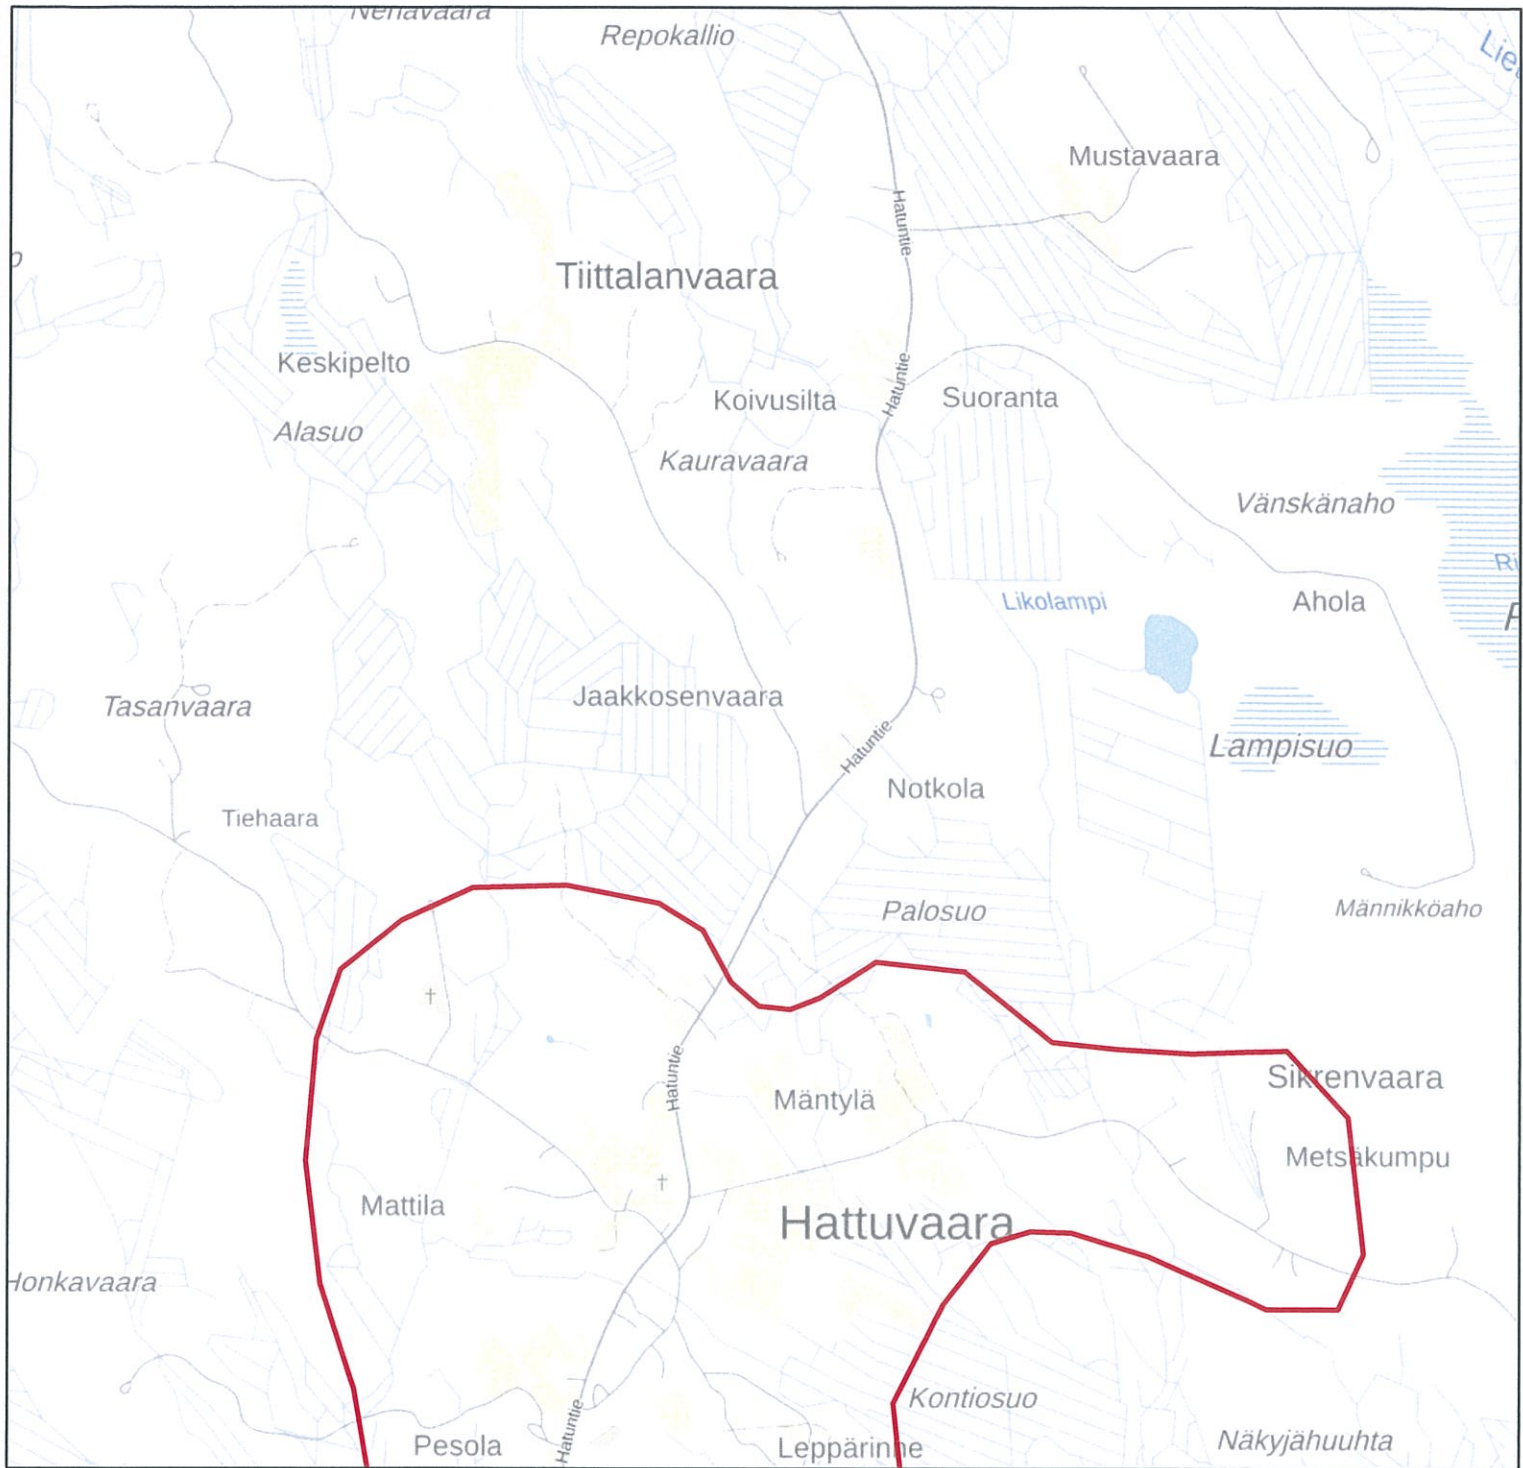 Nenävaara
Repokallio
Mustavaara
Hatuntie
Tiittalanvaara
Keskipelto
Hatuntie
Koivusilta
Suoranta
Alasuo
Kauravaara
Vänskänaho
Likolampi
Ahola
Jaakkosenvaara
Tasanvaara
Hatuntie
Lampisuo
Notkola
Tiehaara
Palosuo
Männikköaho
Hatuntie
Sikrenvaara
Mäntylä
Metsäkumpu
Mattila
Hattuvaara
Honkavaara
Kontiosuo
Hatuntie
Pesola
Leppärinne
Näkyjähuuhta